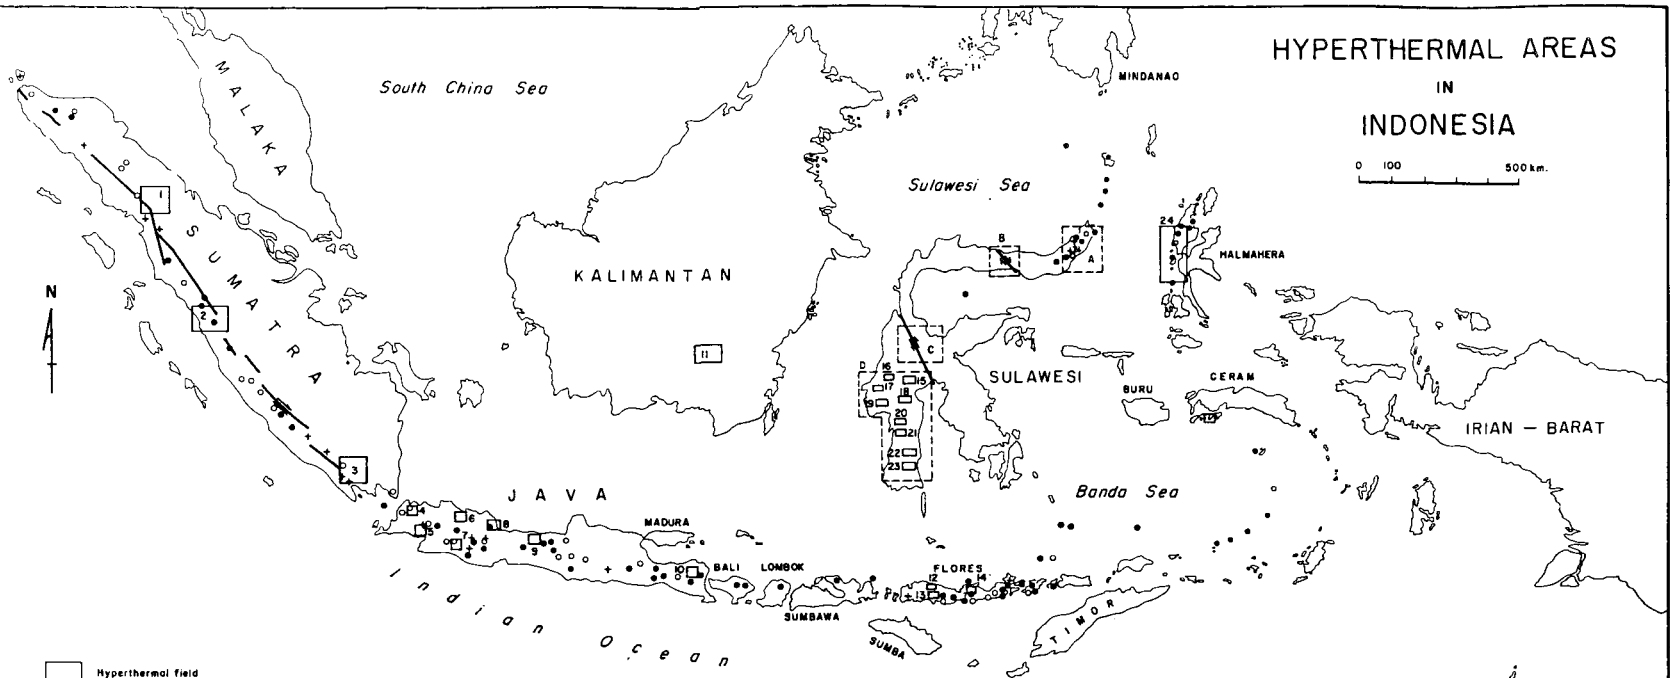 HYPERTHERMAL AREAS
IN
INDONESIA
0 100 500 km.
MINDANAO
South China Sea
MALAKA
Sulawesi Sea
1
SUMATRA
24
B
A
HALMAHERA
KALIMANTAN
N
2
11
C
D
16
15
17
18
19
20
21
22
23
SULAWESI
BURU
CERAM
IRIAN — BARAT
3
JAVA
Banda Sea
4
5
6
7
8
9
10
MADURA
BALI
LOMBOK
FLORES
12
13
14
SUMBAWA
SUMBA
TIMOR
Indian Ocean
Hyperthermal field